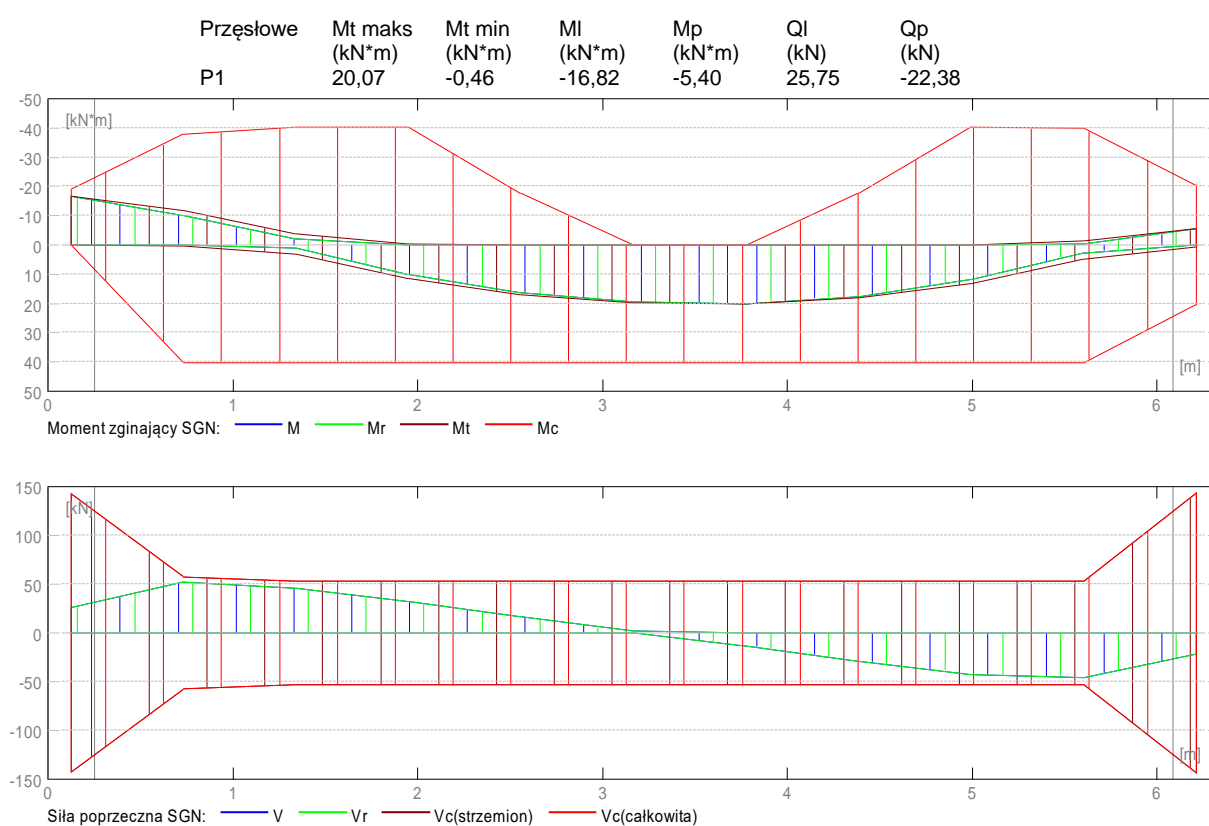 Przęsłowe Mt maks Mt min Ml Mp Ql Qp
(kN*m) (kN*m) (kN*m) (kN*m) (kN) (kN)
P1 20,07 -0,46 -16,82 -5,40 25,75 -22,38
-50
[kN*m]
-40
-30
-20
-10
0
10
20
30
40
[m]
50
0 1 2 3 4 5 6
Moment zginający SGN: M Mr Mt Mc
150
[kN]
100
50
0
-50
-100
[m]
-150
0 1 2 3 4 5 6
Siła poprzeczna SGN: V Vr Vc(strzemion) Vc(całkowita)